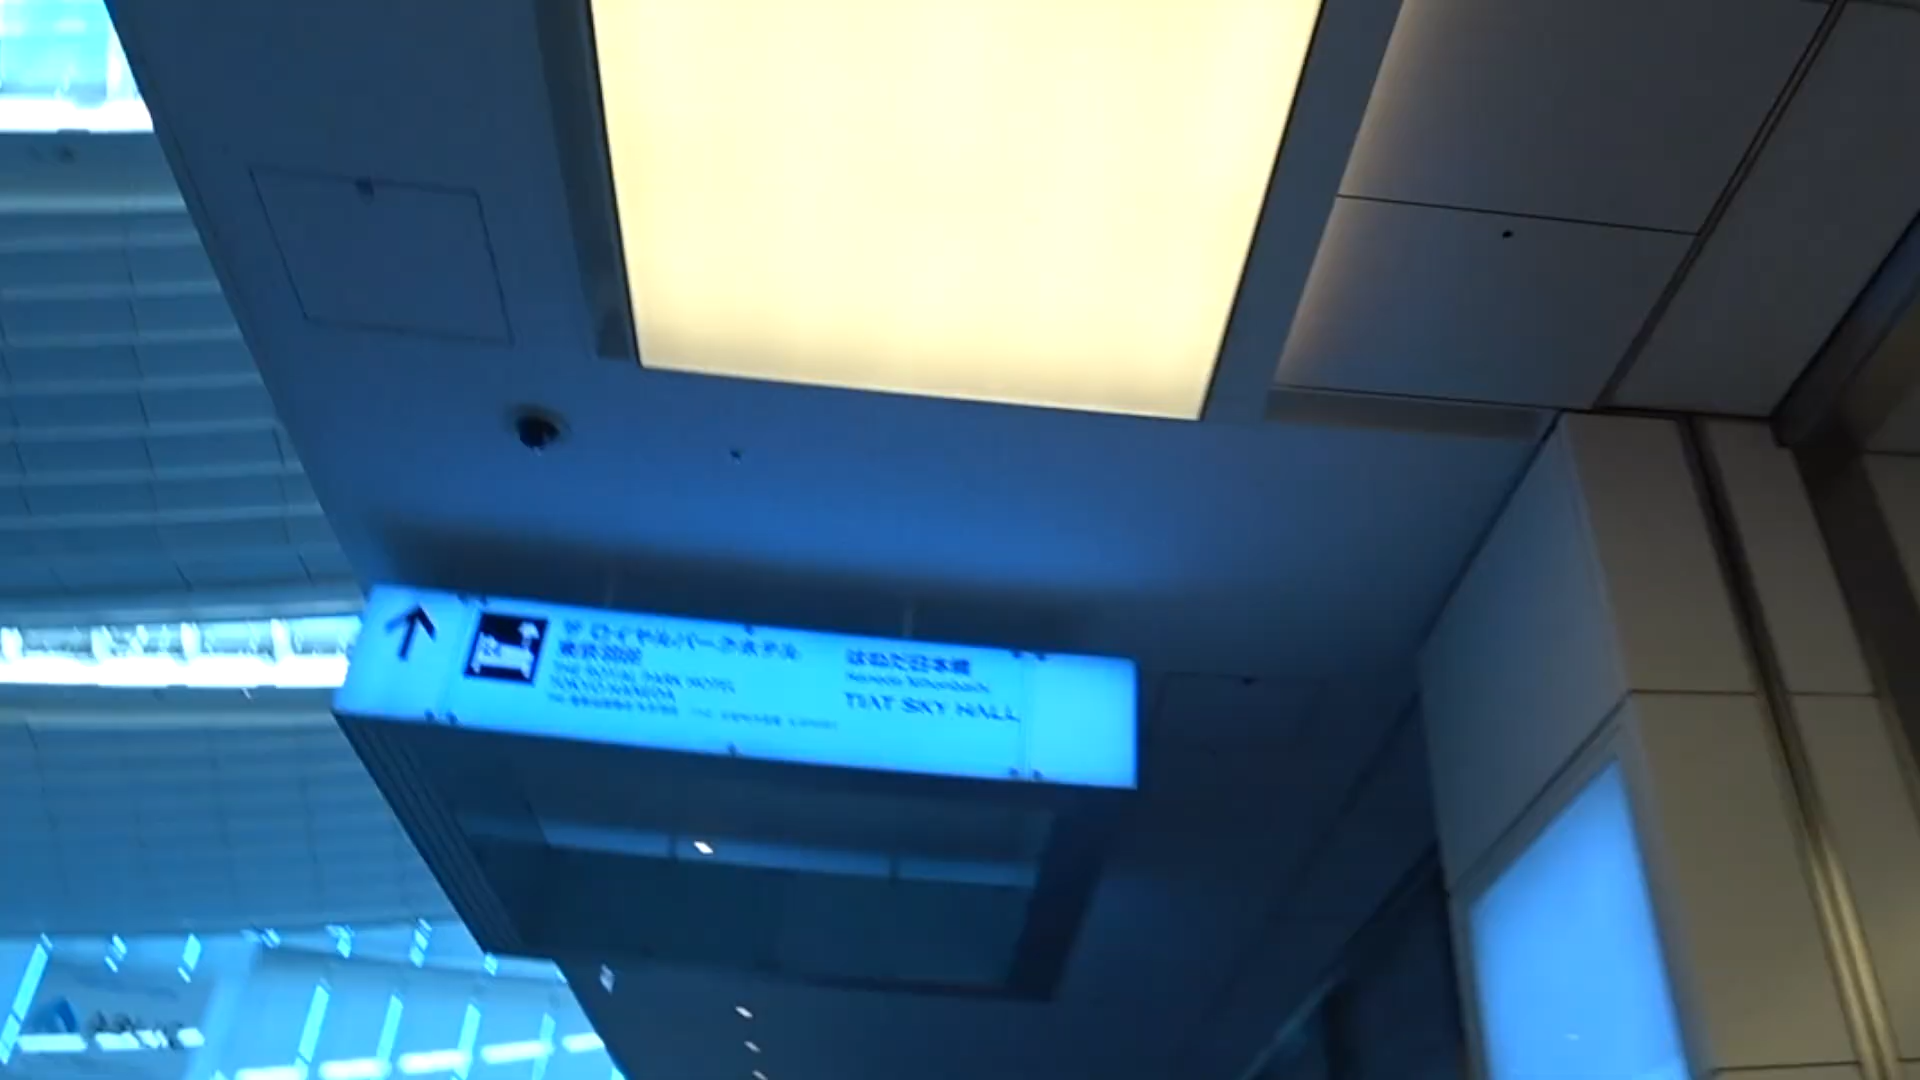 ザ ロイヤルパークホテル
東京羽田
THE ROYAL PARK HOTEL
TOKYO HANEDA
はねだ日本橋
Haneda Nihombashi
TIAT SKY HALL